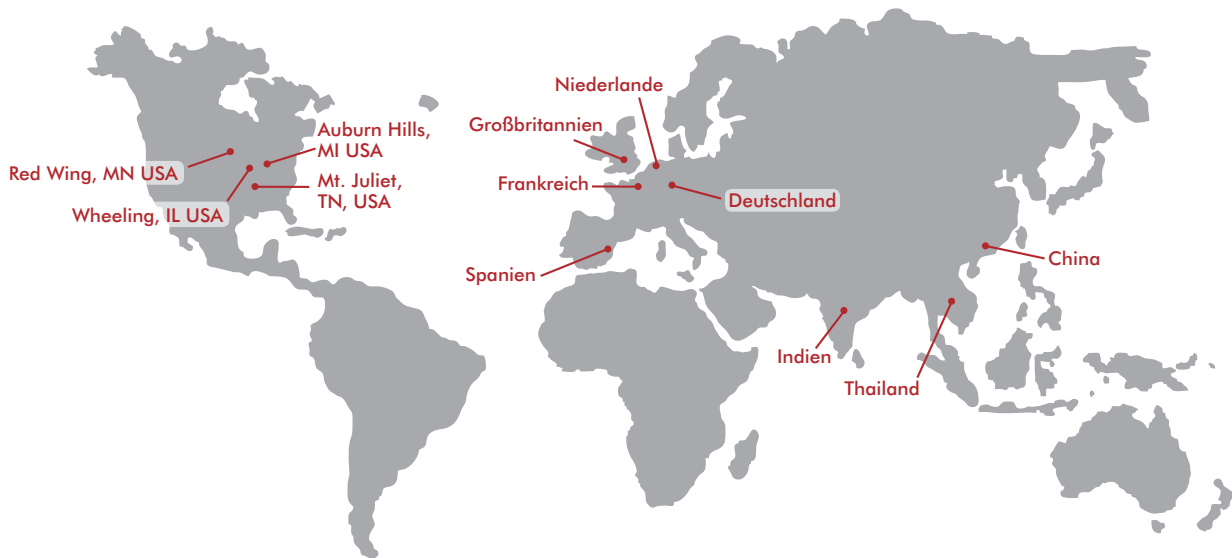 Niederlande
Großbritannien
Auburn Hills,
MI USA
Red Wing, MN USA
Mt. Juliet,
TN, USA
Frankreich
Deutschland
Wheeling, IL USA
Spanien
China
Indien
Thailand